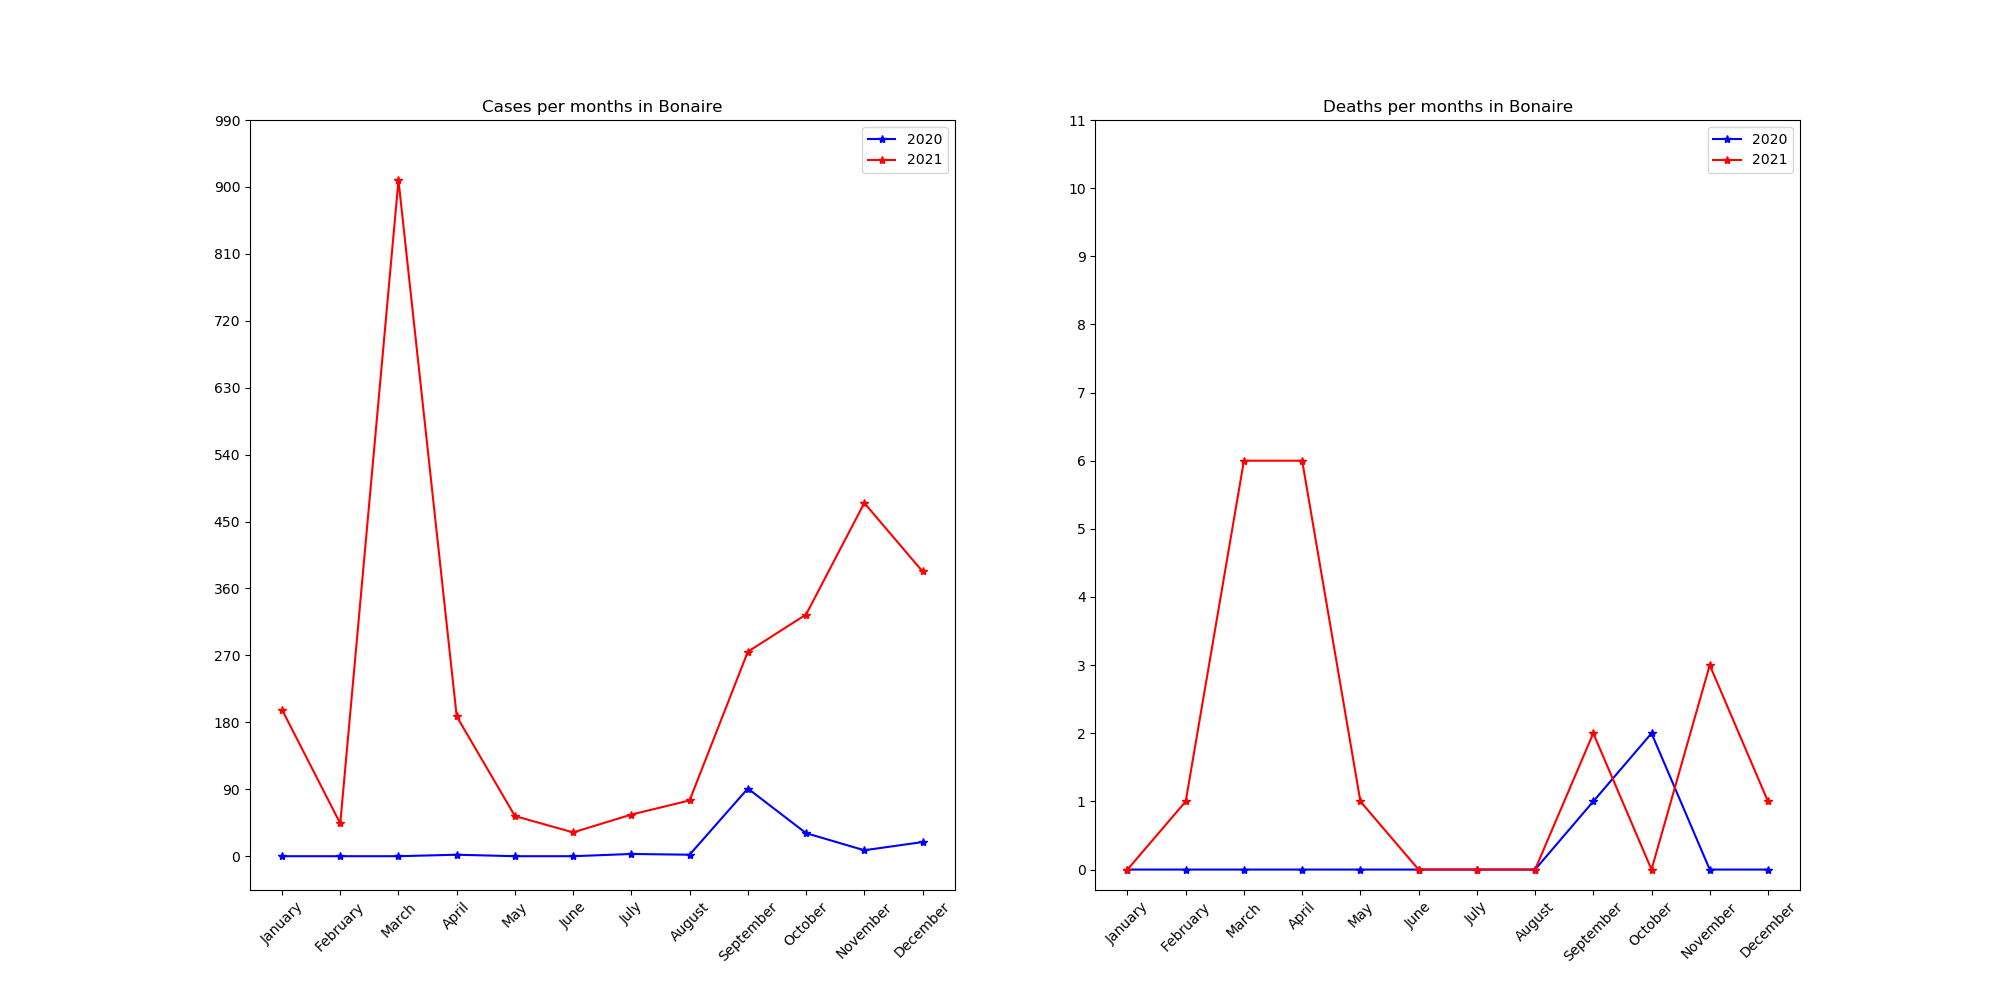 Cases per months in Bonaire
990
900
810
720
630
540
450
360
270
180
90
0
2020
2021
January
February
March
April
May
June
July
August
September
October
November
December
Deaths per months in Bonaire
11
10
9
8
7
6
5
4
3
2
1
0
2020
2021
January
February
March
April
May
June
July
August
September
October
November
December